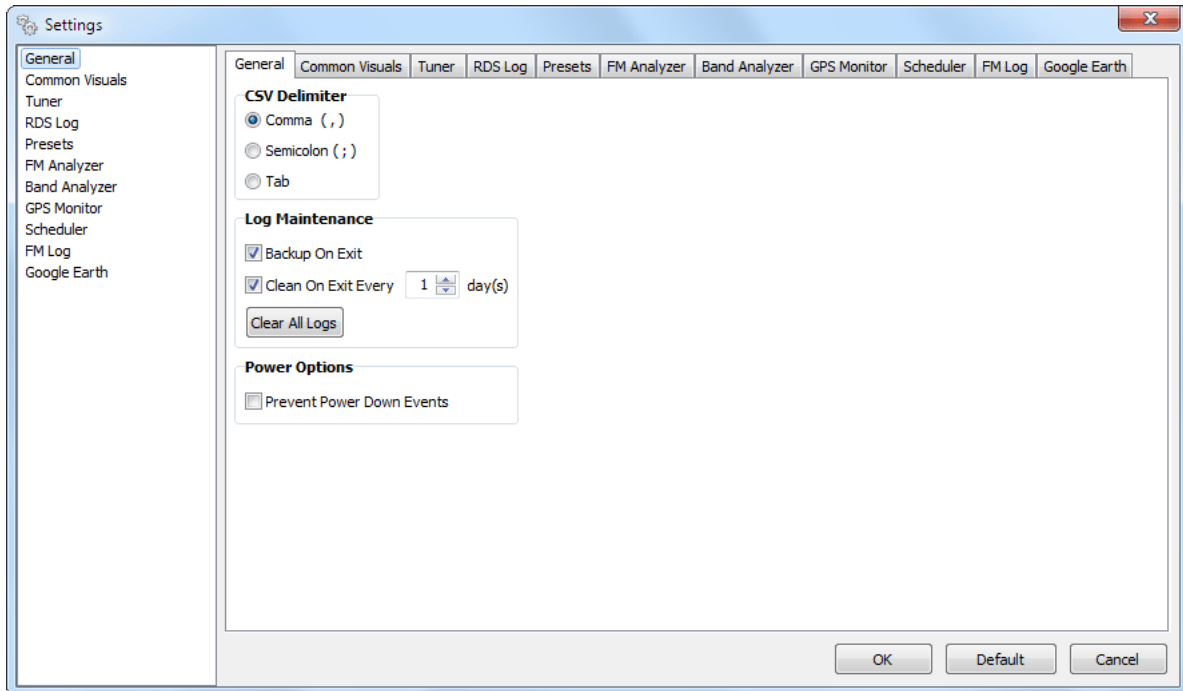 Settings
General
Common Visuals
Tuner
RDS Log
Presets
FM Analyzer
Band Analyzer
GPS Monitor
Scheduler
FM Log
Google Earth
General Common Visuals Tuner RDS Log Presets FM Analyzer Band Analyzer GPS Monitor Scheduler FM Log Google Earth
CSV Delimiter
Comma (,)
Semicolon (;)
Tab
Log Maintenance
Backup On Exit
Clean On Exit Every 1 day(s)
Clear All Logs
Power Options
Prevent Power Down Events
OK Default Cancel